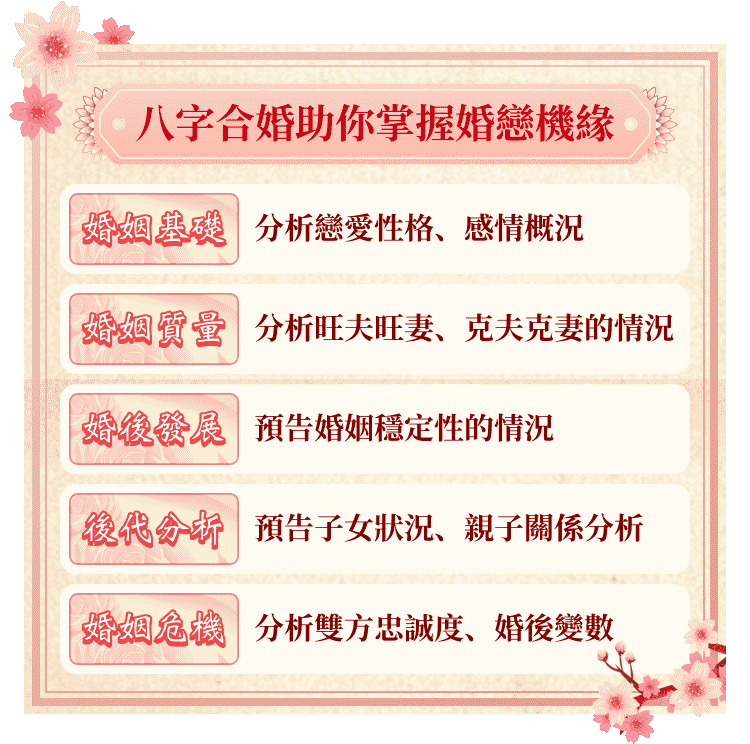 八字合婚助你掌握婚戀機緣
婚姻基礎 分析戀愛性格、感情概況
婚姻質量 分析旺夫旺妻、克夫克妻的情況
婚後發展 預告婚姻穩定性的情況
後代分析 預告子女狀況、親子關係分析
婚姻危機 分析雙方忠誠度、婚後變數